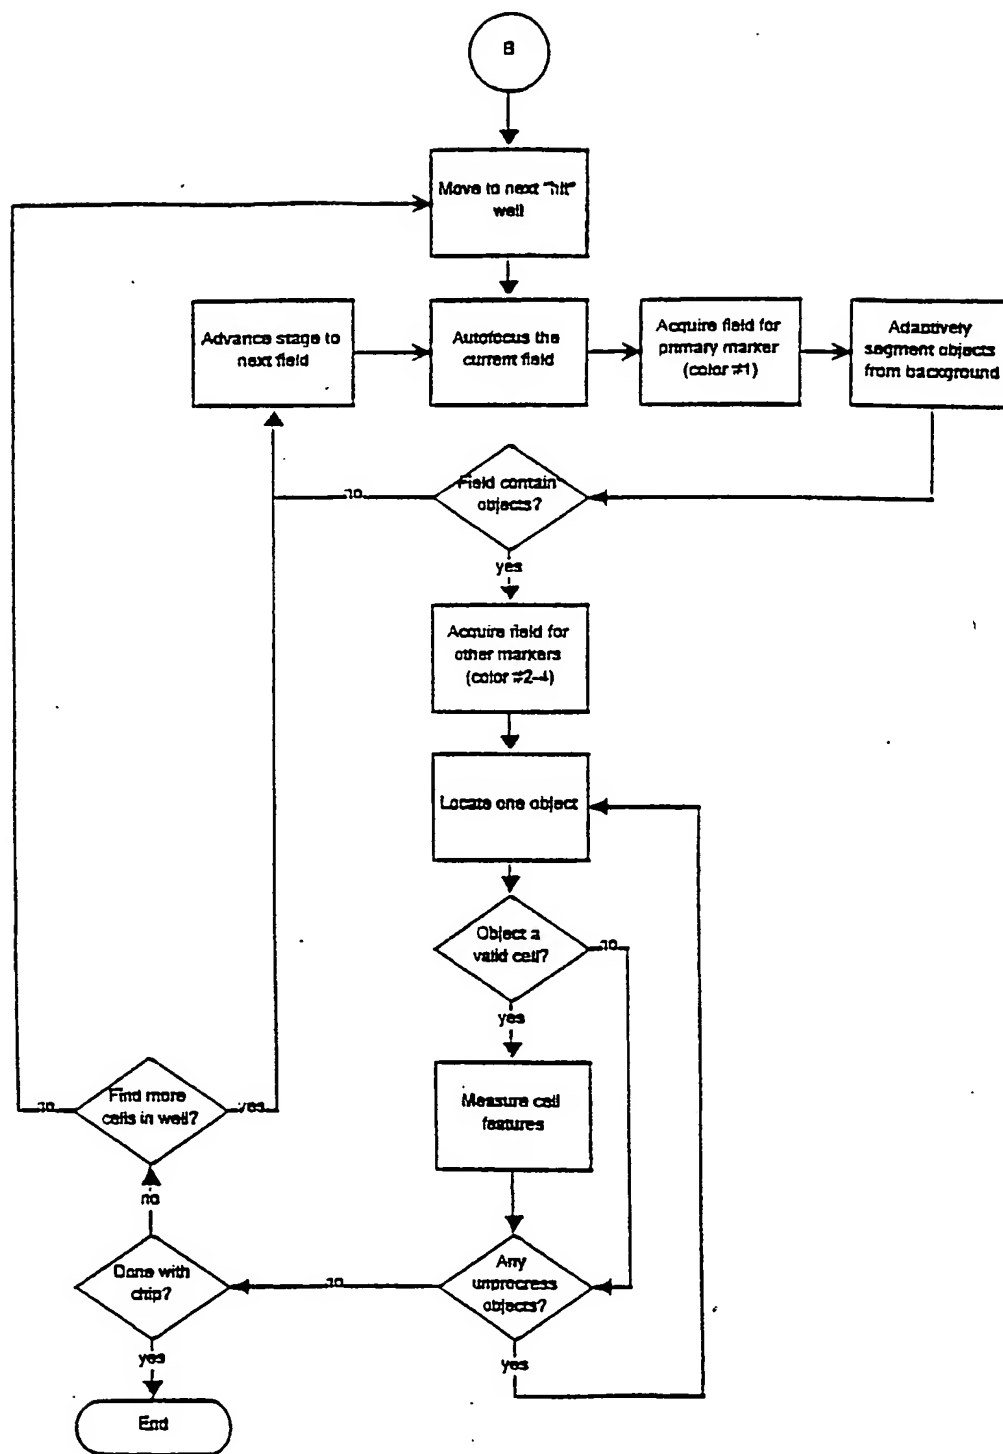 B
Move to next "hit"
well
Advance stage to
next field
Autofocus the
current field
Acquire field for
primary marker
(color #1)
Adaptively
segment objects
from background
Field contain
objects?
no
yes
Acquire field for
other markers
(color #2-4)
Locate one object
Object a
valid cell?
no
yes
Measure cell
features
Find more
cells in well?
no
yes
no
Done with
chip?
no
Any
unprocess
objects?
yes
yes
End